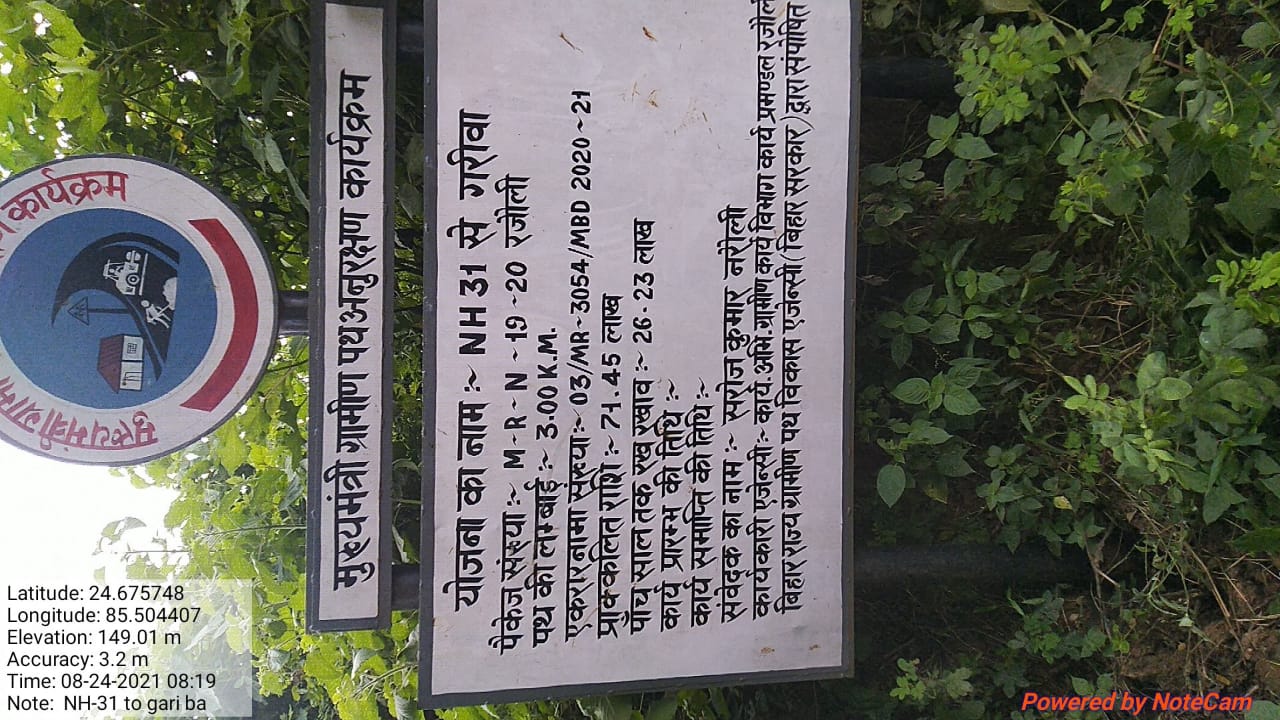 मुख्यमंत्री ग्रामी
ण कार्यक्रम
मुख्यमंत्री ग्रामीण पथ अनुरक्षण कार्यक्रम
योजना का नाम :~ NH 31 से गरीवा
पैकेज संख्या :~ M-R-N~19~20 रजौली
पथ की लम्बाई :~ 3.00 K.M.
एकरारनामा संख्या:~03/MR~3054/MBD 2020~21
प्राक्कलित राशि :~ 71.45 लाख
पाँच साल तक रख रखाव :~ 26.23 लाख
कार्य प्रारम्भ की तिथि :~
कार्य समाप्ति की तिथि :~
संवेदक का नाम :~ सरोज कुमार नरोली
कार्यकारी एजेन्सी:~ कार्य.अभि.ग्रामीण कार्य विभाग कार्य प्रमण्डल रजौली
बिहार राज्य ग्रामीण पथ विकास एजेन्सी(बिहार सरकार)द्वारा संपोषित
Latitude: 24.675748
Longitude: 85.504407
Elevation: 149.01 m
Accuracy: 3.2 m
Time: 08-24-2021 08:19
Note: NH-31 to gari ba
Powered by NoteCam